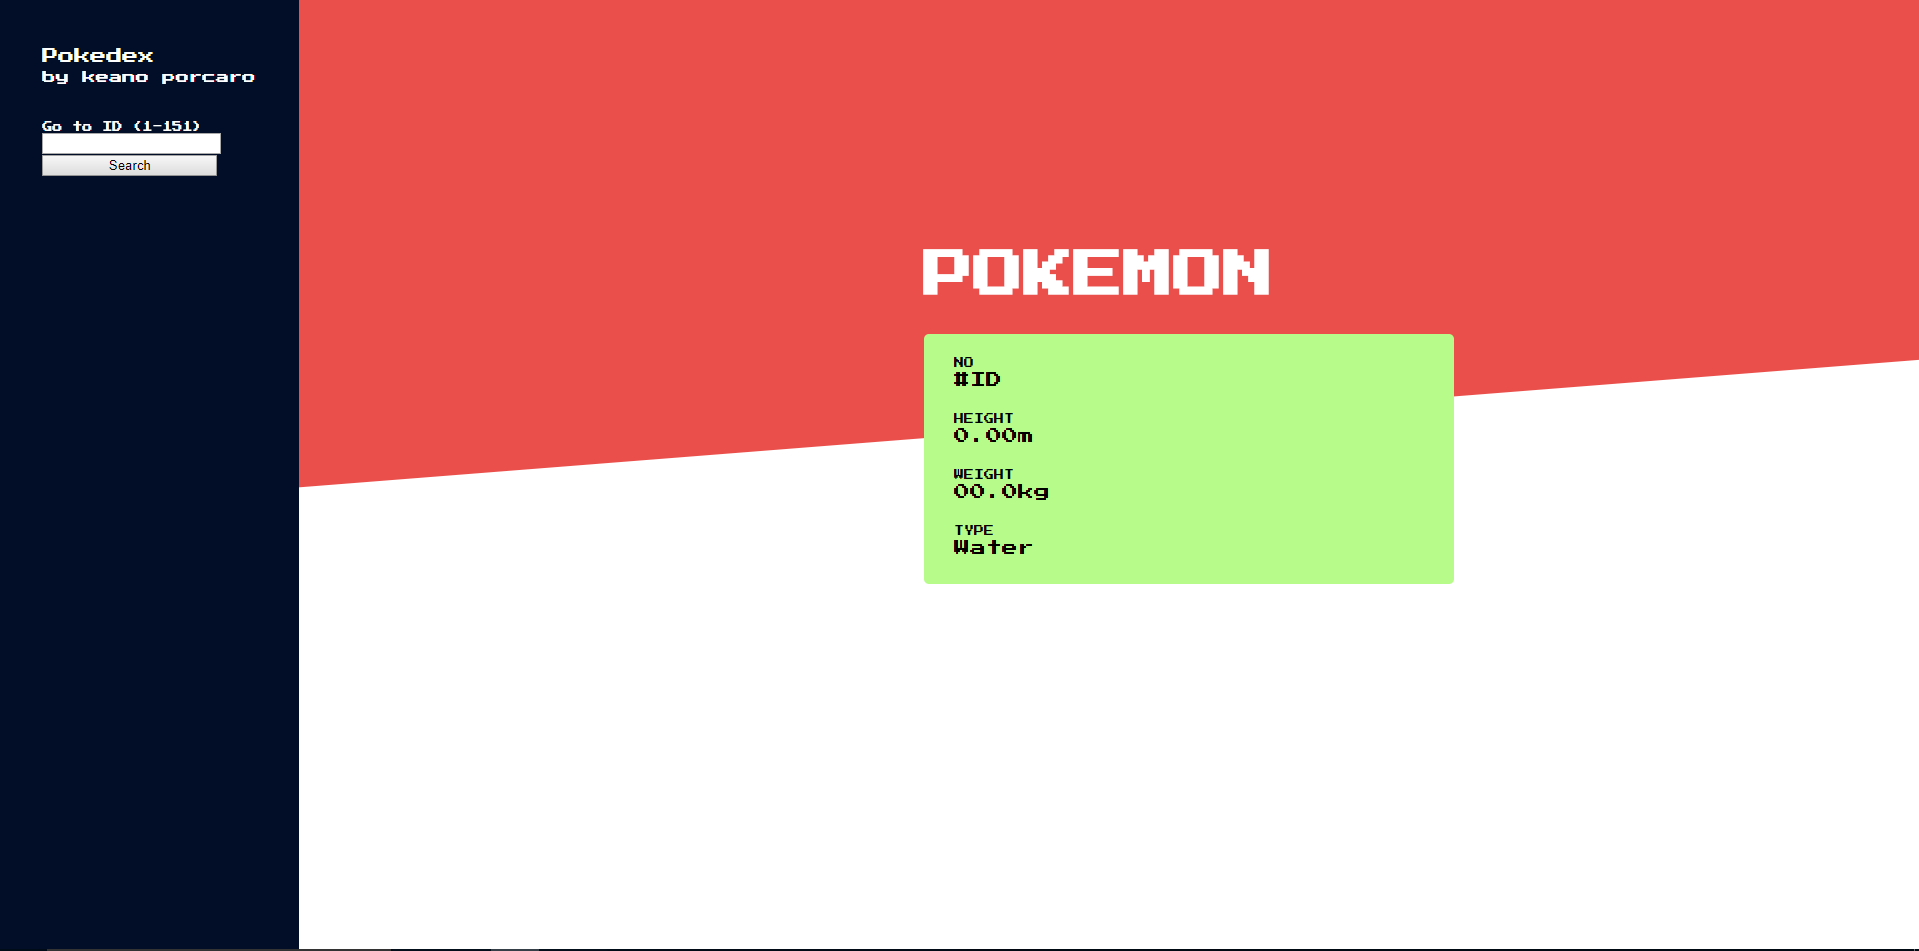 Pokedex
by keano porcaro
Go to ID (1-151)
Search
POKEMON
NO
#ID
HEIGHT
0.00m
WEIGHT
00.0kg
TYPE
Water